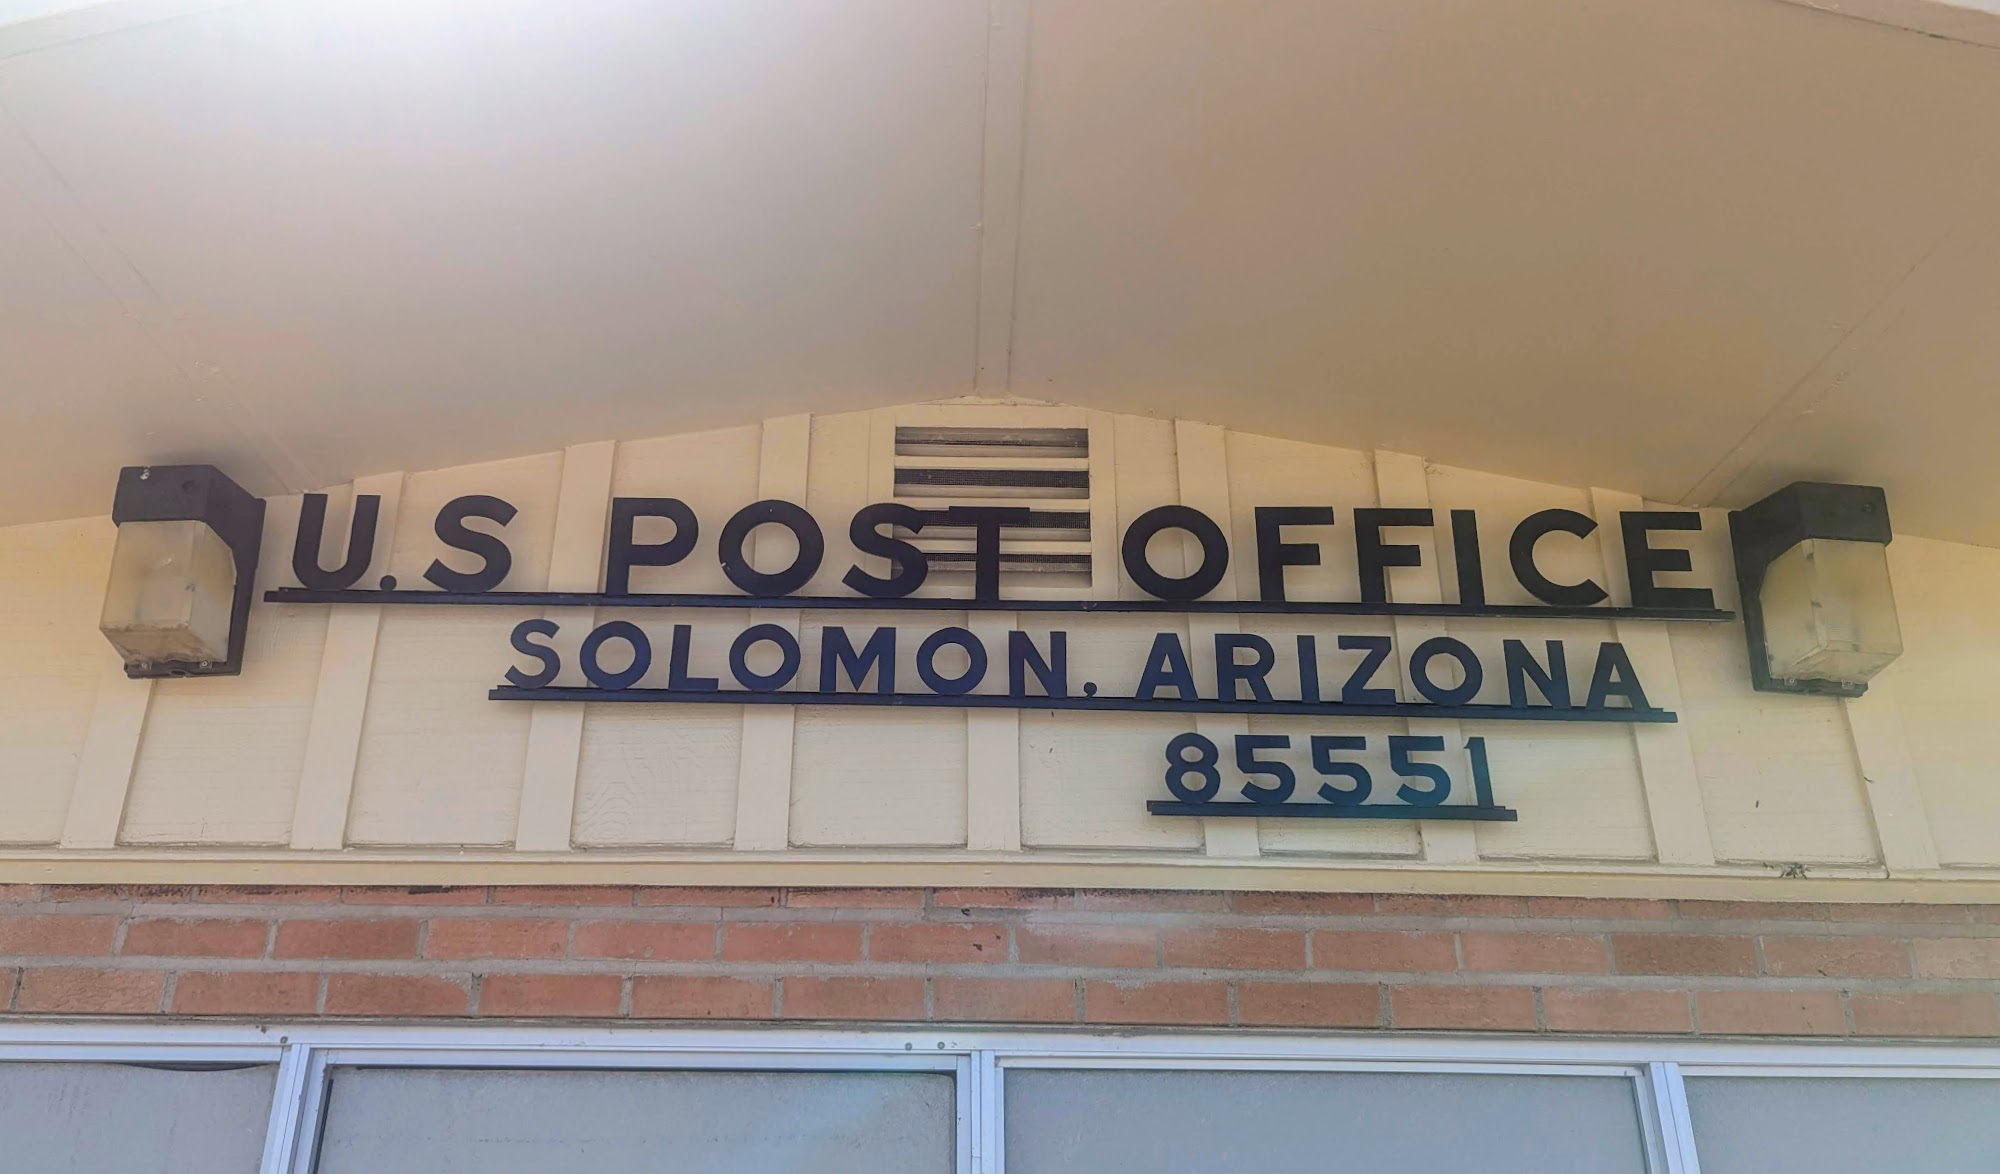 U.S POST OFFICE
SOLOMON, ARIZONA
85551